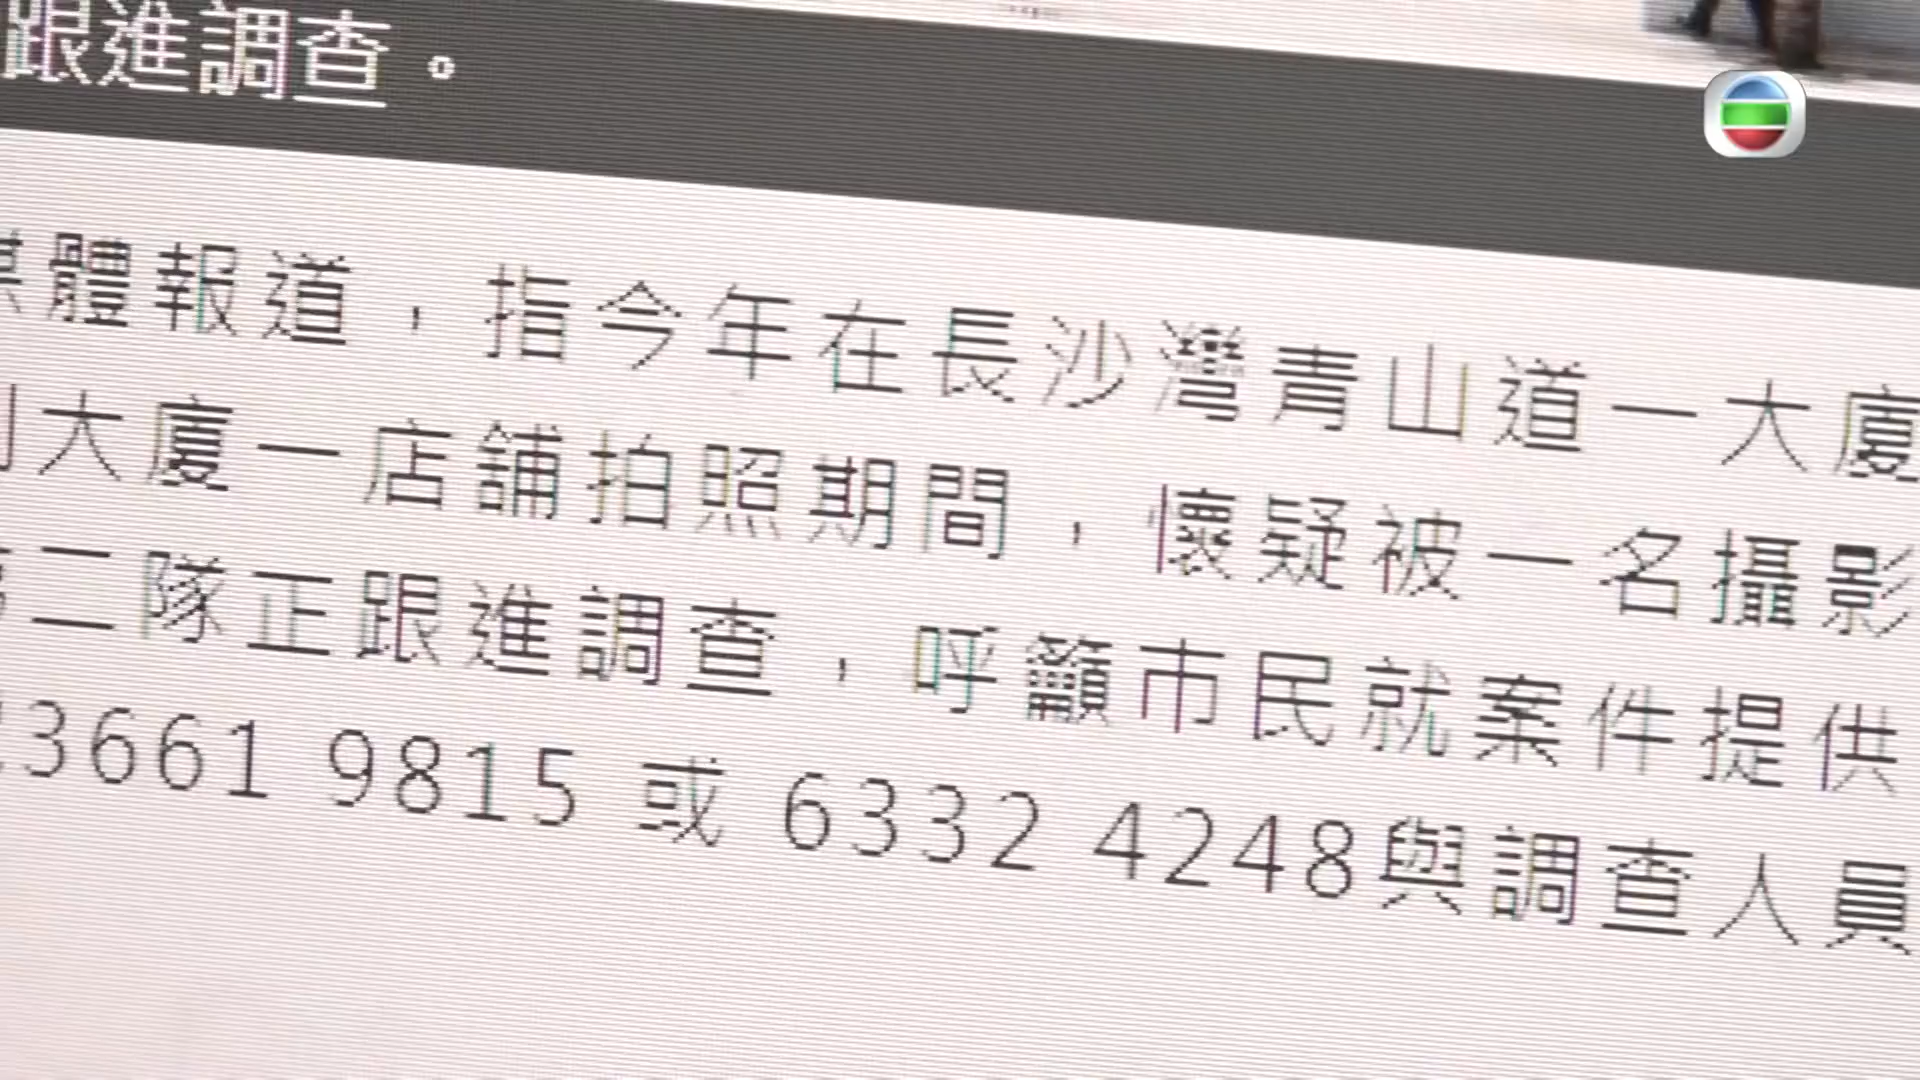 跟進調查。
媒體報道，指今年在長沙灣青山道一大廈
大廈一店舖拍照期間，懷疑被一名攝影
第二隊正跟進調查，呼籲市民就案件提供
3661 9815 或 6332 4248與調查人員